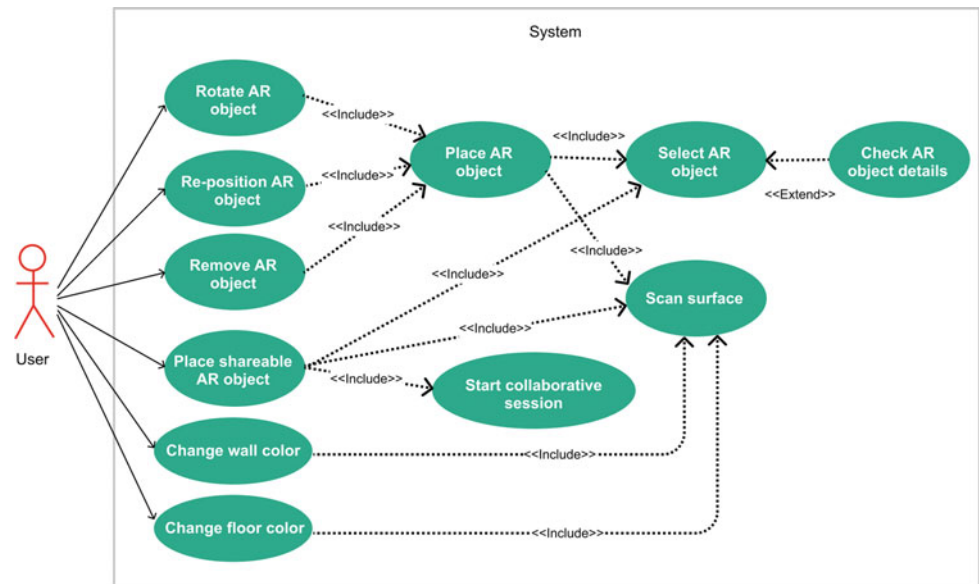 System
Rotate AR
object
<<Include>>
Place AR
object
<<Include>>
Select AR
object
Check AR
object details
<<Extend>>
Re-position AR
object
<<Include>>
Remove AR
object
<<Include>>
<<Include>>
<<Include>>
Scan surface
User
Place shareable
AR object
<<Include>>
<<Include>>
Start collaborative
session
Change wall color
<<Include>>
Change floor color
<<Include>>